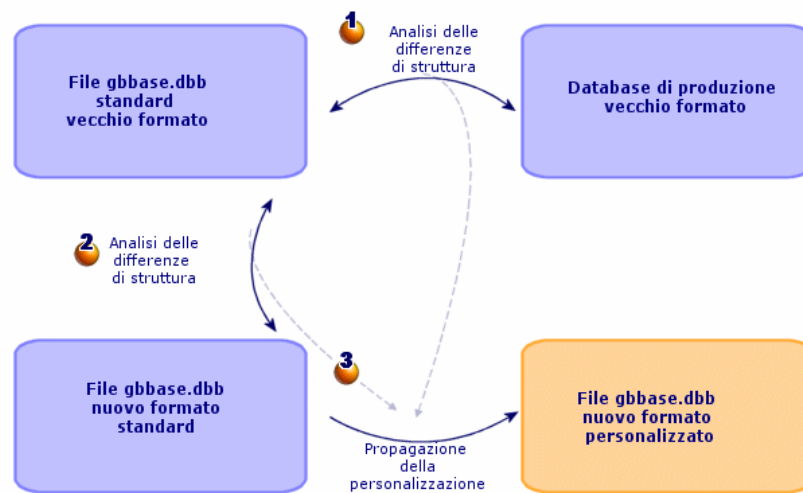 1
Analisi delle
differenze
di struttura
File gbbase.dbb
standard
vecchio formato
Database di produzione
vecchio formato
2
Analisi delle
differenze
di struttura
3
File gbbase.dbb
nuovo formato
standard
File gbbase.dbb
nuovo formato
personalizzato
Propagazione
della
personalizzazione